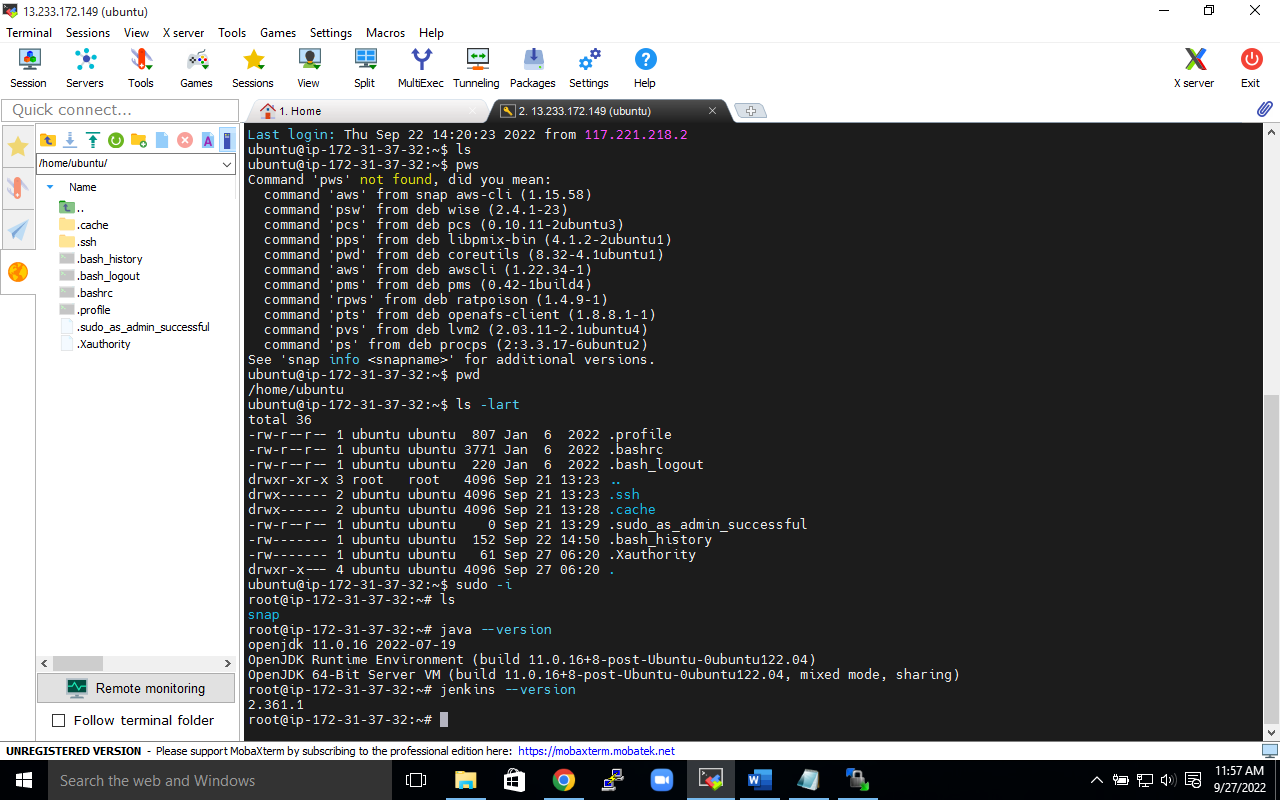 13.233.172.149 (ubuntu)
Terminal Sessions View X server Tools Games Settings Macros Help
Session Servers Tools Games Sessions View Split MultiExec Tunneling Packages Settings Help X server Exit
Quick connect...
1. Home
2. 13.233.172.149 (ubuntu)
/home/ubuntu/
Name
..
.cache
.ssh
.bash_history
.bash_logout
.bashrc
.profile
.sudo_as_admin_successful
.Xauthority
Remote monitoring
Follow terminal folder
Last login: Thu Sep 22 14:20:23 2022 from 117.221.218.2
ubuntu@ip-172-31-37-32:~$ ls
ubuntu@ip-172-31-37-32:~$ pws
Command 'pws' not found, did you mean:
command 'aws' from snap aws-cli (1.15.58)
command 'psw' from deb wise (2.4.1-23)
command 'pcs' from deb pcs (0.10.11-2ubuntu3)
command 'pps' from deb libpmix-bin (4.1.2-2ubuntu1)
command 'pwd' from deb coreutils (8.32-4.1ubuntu1)
command 'aws' from deb awscli (1.22.34-1)
command 'pms' from deb pms (0.42-1build4)
command 'rpws' from deb ratpoison (1.4.9-1)
command 'pts' from deb openafs-client (1.8.8.1-1)
command 'pvs' from deb lvm2 (2.03.11-2.1ubuntu4)
command 'ps' from deb procps (2:3.3.17-6ubuntu2)
See 'snap info <snapname>' for additional versions.
ubuntu@ip-172-31-37-32:~$ pwd
/home/ubuntu
ubuntu@ip-172-31-37-32:~$ ls -lart
total 36
-rw-r--r-- 1 ubuntu ubuntu 807 Jan 6 2022 .profile
-rw-r--r-- 1 ubuntu ubuntu 3771 Jan 6 2022 .bashrc
-rw-r--r-- 1 ubuntu ubuntu 220 Jan 6 2022 .bash_logout
drwxr-xr-x 3 root root 4096 Sep 21 13:23 ..
drwx------ 2 ubuntu ubuntu 4096 Sep 21 13:23 .ssh
drwx------ 2 ubuntu ubuntu 4096 Sep 21 13:28 .cache
-rw-r--r-- 1 ubuntu ubuntu 0 Sep 21 13:29 .sudo_as_admin_successful
-rw------- 1 ubuntu ubuntu 152 Sep 22 14:50 .bash_history
-rw------- 1 ubuntu ubuntu 61 Sep 27 06:20 .Xauthority
drwxr-x--- 4 ubuntu ubuntu 4096 Sep 27 06:20 .
ubuntu@ip-172-31-37-32:~$ sudo -i
root@ip-172-31-37-32:~# ls
snap
root@ip-172-31-37-32:~# java --version
openjdk 11.0.16 2022-07-19
OpenJDK Runtime Environment (build 11.0.16+8-post-Ubuntu-0ubuntu122.04)
OpenJDK 64-Bit Server VM (build 11.0.16+8-post-Ubuntu-0ubuntu122.04, mixed mode, sharing)
root@ip-172-31-37-32:~# jenkins --version
2.361.1
root@ip-172-31-37-32:~#
UNREGISTERED VERSION - Please support MobaXterm by subscribing to the professional edition here: https://mobaxterm.mobatek.net
Search the web and Windows
11:57 AM
9/27/2022